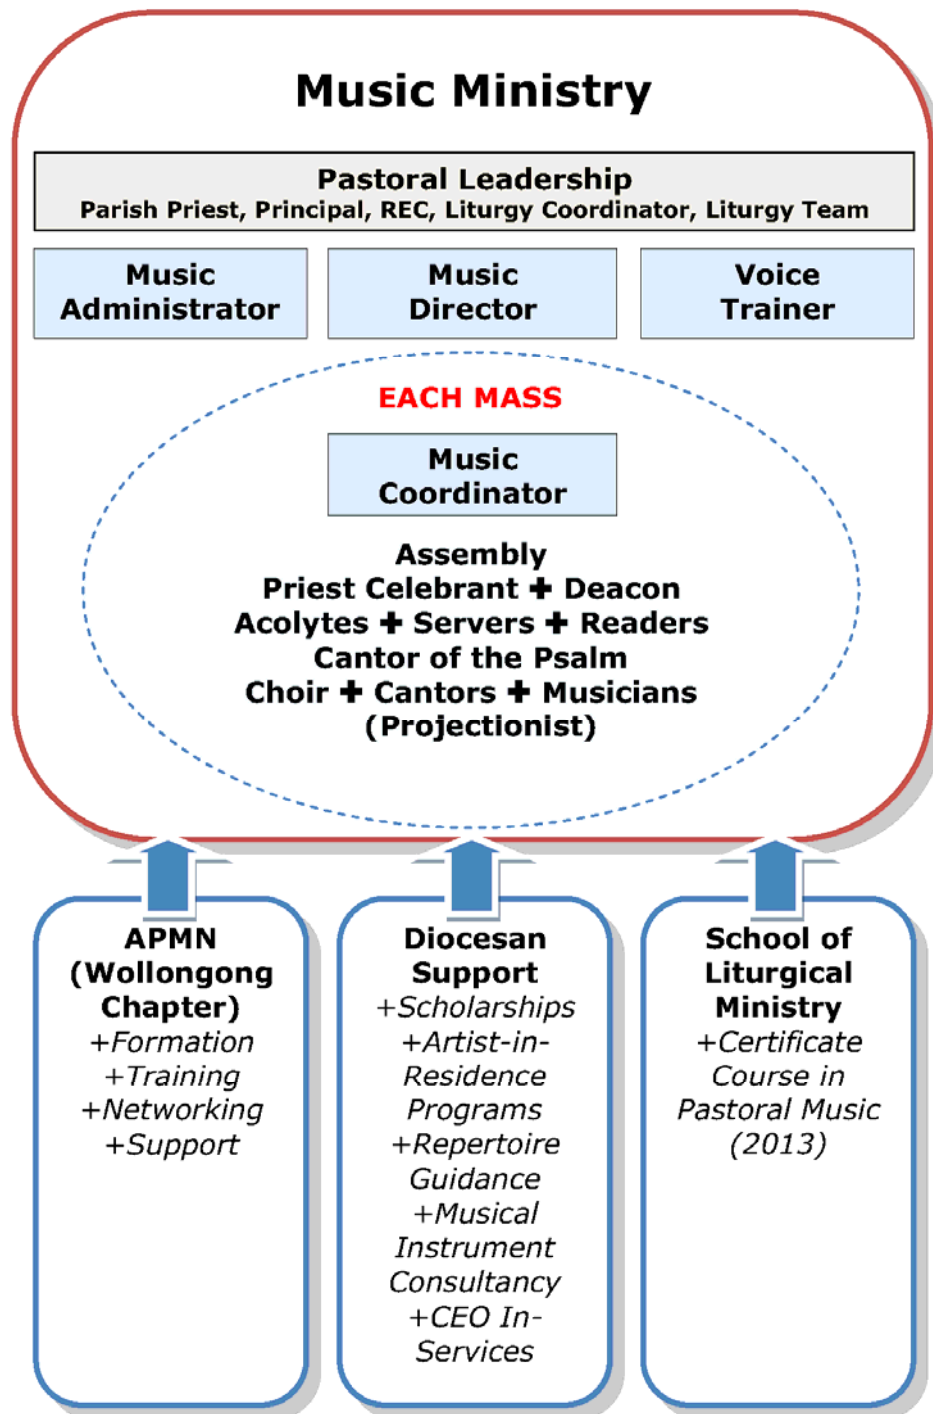 Music Ministry
Pastoral Leadership
Parish Priest, Principal, REC, Liturgy Coordinator, Liturgy Team
Music
Administrator
Music
Director
Voice
Trainer
EACH MASS
Music
Coordinator
Assembly
Priest Celebrant ✚ Deacon
Acolytes ✚ Servers ✚ Readers
Cantor of the Psalm
Choir ✚ Cantors ✚ Musicians
(Projectionist)
APMN
(Wollongong
Chapter)
+Formation
+Training
+Networking
+Support
Diocesan
Support
+Scholarships
+Artist-in-
Residence
Programs
+Repertoire
Guidance
+Musical
Instrument
Consultancy
+CEO In-
Services
School of
Liturgical
Ministry
+Certificate
Course in
Pastoral Music
(2013)